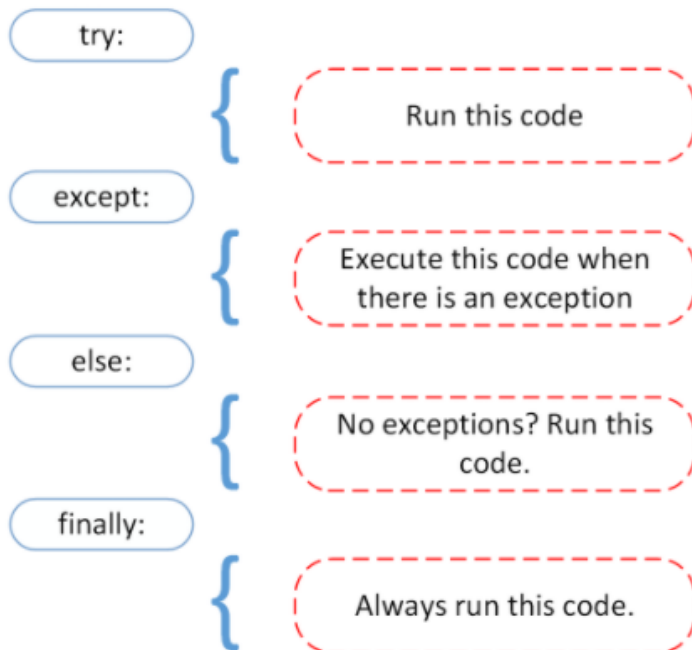 try:
Run this code
except:
Execute this code when
there is an exception
else:
No exceptions? Run this
code.
finally:
Always run this code.